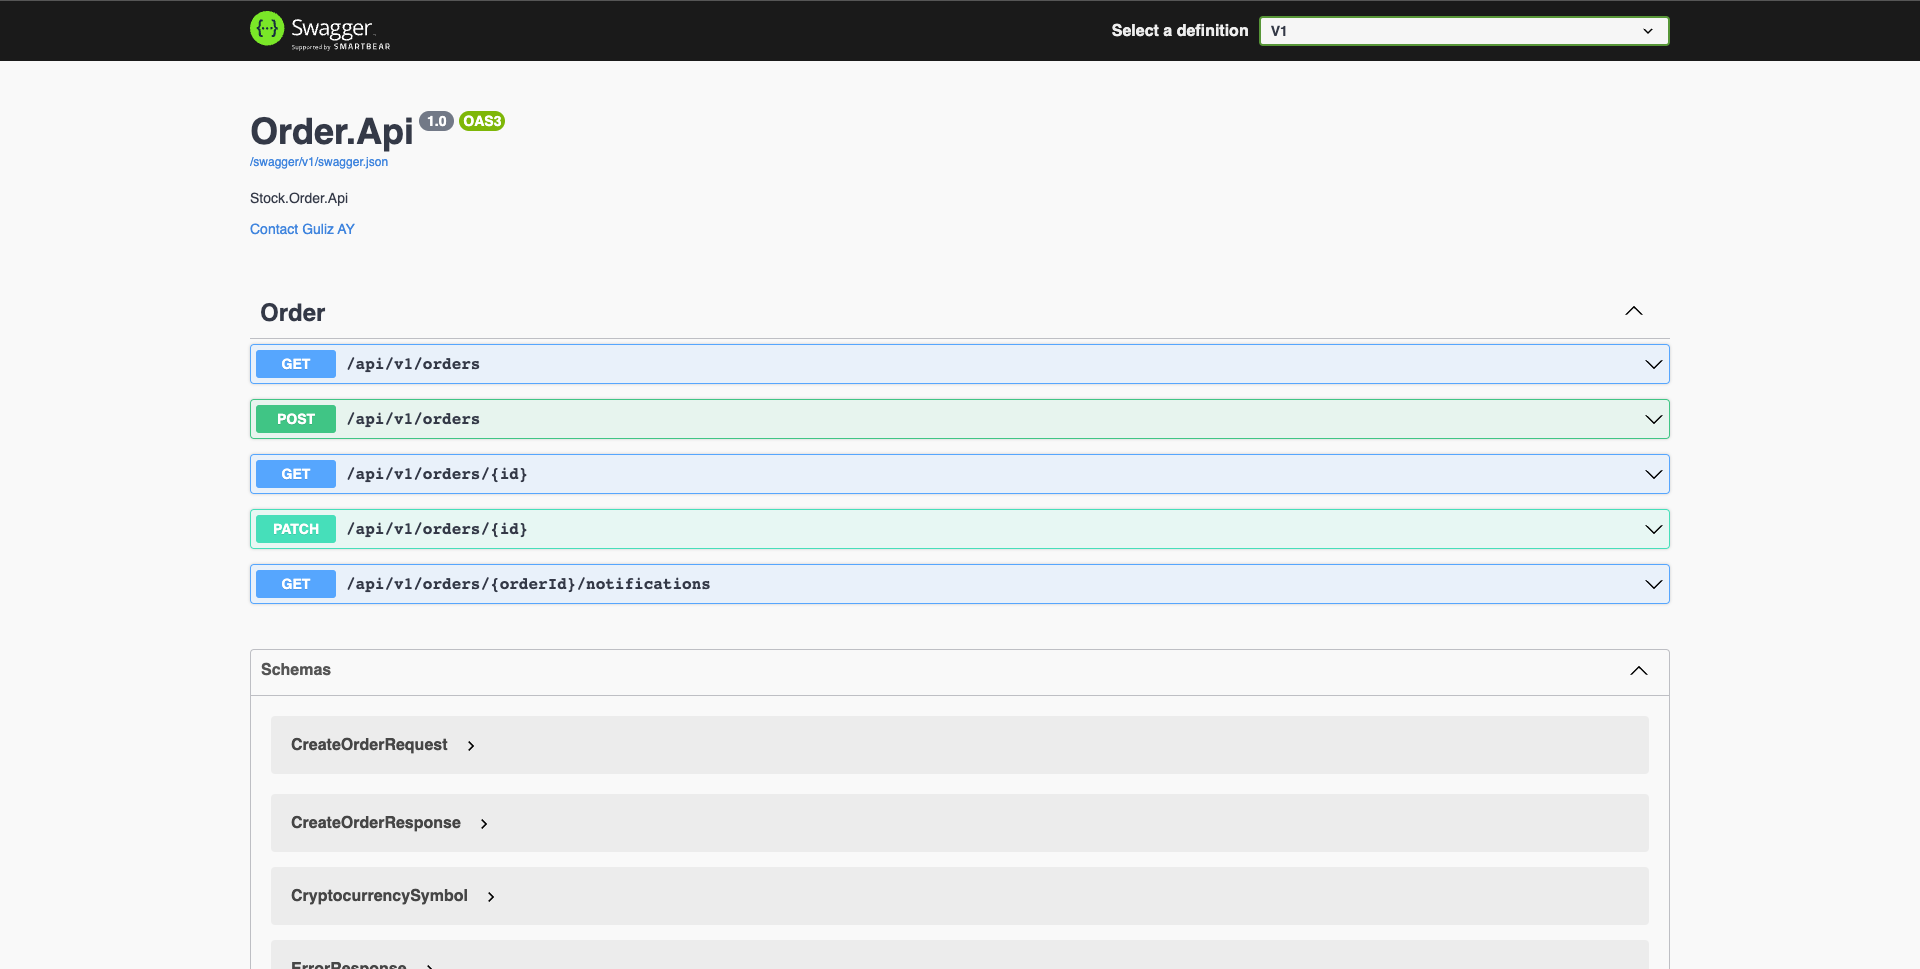 Swagger
Supported by SMARTBEAR
Select a definition
V1
Order.Api 1.0 OAS3
/swagger/v1/swagger.json
Stock.Order.Api
Contact Guliz AY
Order
GET /api/v1/orders
POST /api/v1/orders
GET /api/v1/orders/{id}
PATCH /api/v1/orders/{id}
GET /api/v1/orders/{orderId}/notifications
Schemas
CreateOrderRequest
CreateOrderResponse
CryptocurrencySymbol
ErrorResponse